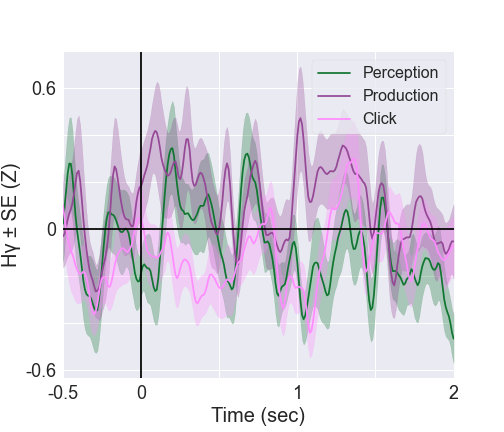 Perception
Production
Click
0.6
0
-0.6
Hγ ± SE (Z)
-0.5
0
1
2
Time (sec)